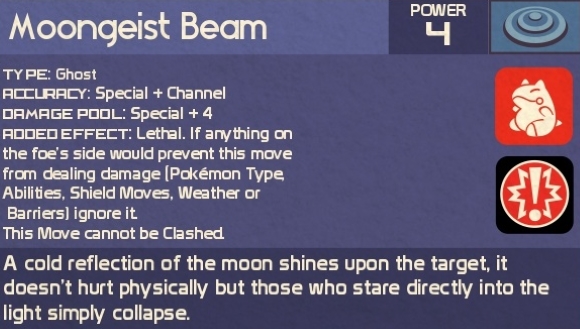 Moongeist Beam
POWER
4
TYPE: Ghost
ACCURACY: Special + Channel
DAMAGE POOL: Special + 4
ADDED EFFECT: Lethal. If anything on
the foe's side would prevent this move
from dealing damage (Pokémon Type,
Abilities, Shield Moves, Weather or
Barriers) ignore it.
This Move cannot be Clashed.
A cold reflection of the moon shines upon the target, it
doesn't hurt physically but those who stare directly into the
light simply collapse.